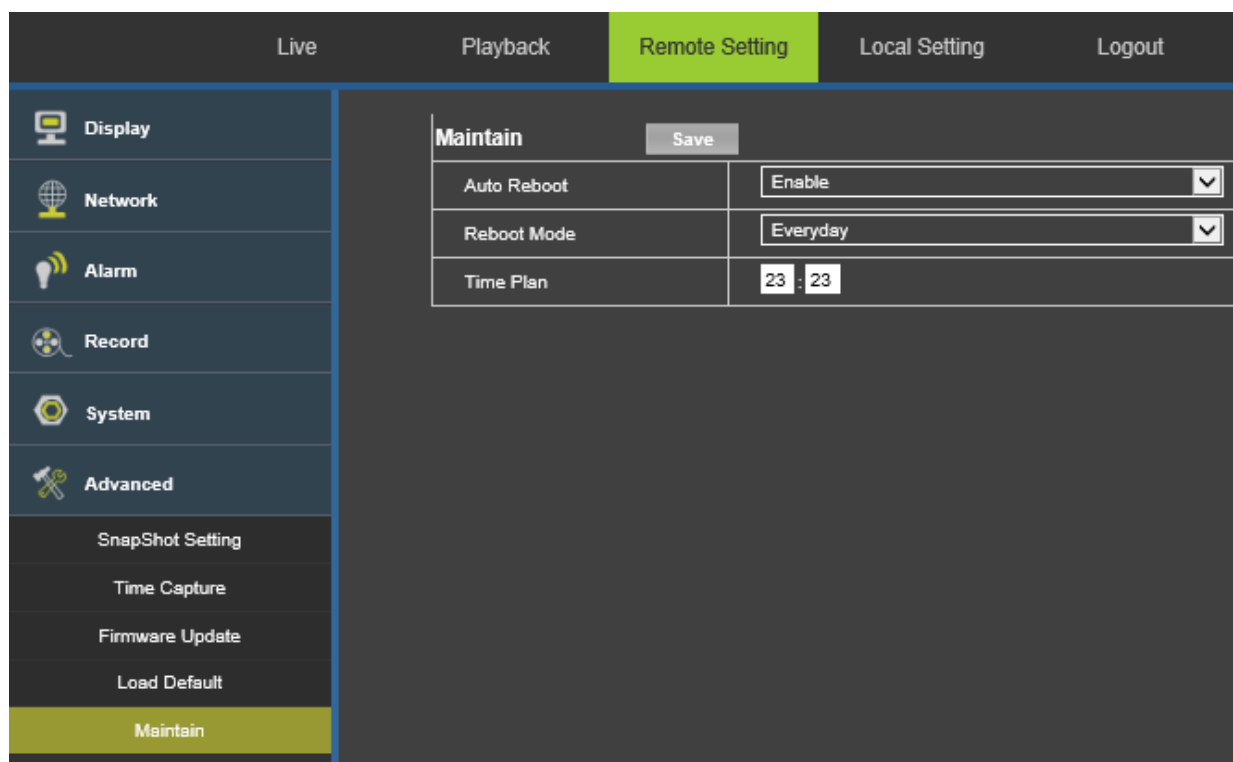 Live Playback Remote Setting Local Setting Logout
Display
Network
Alarm
Record
System
Advanced
SnapShot Setting
Time Capture
Firmware Update
Load Default
Maintain
Maintain Save
Auto Reboot Enable
Reboot Mode Everyday
Time Plan 23 : 23